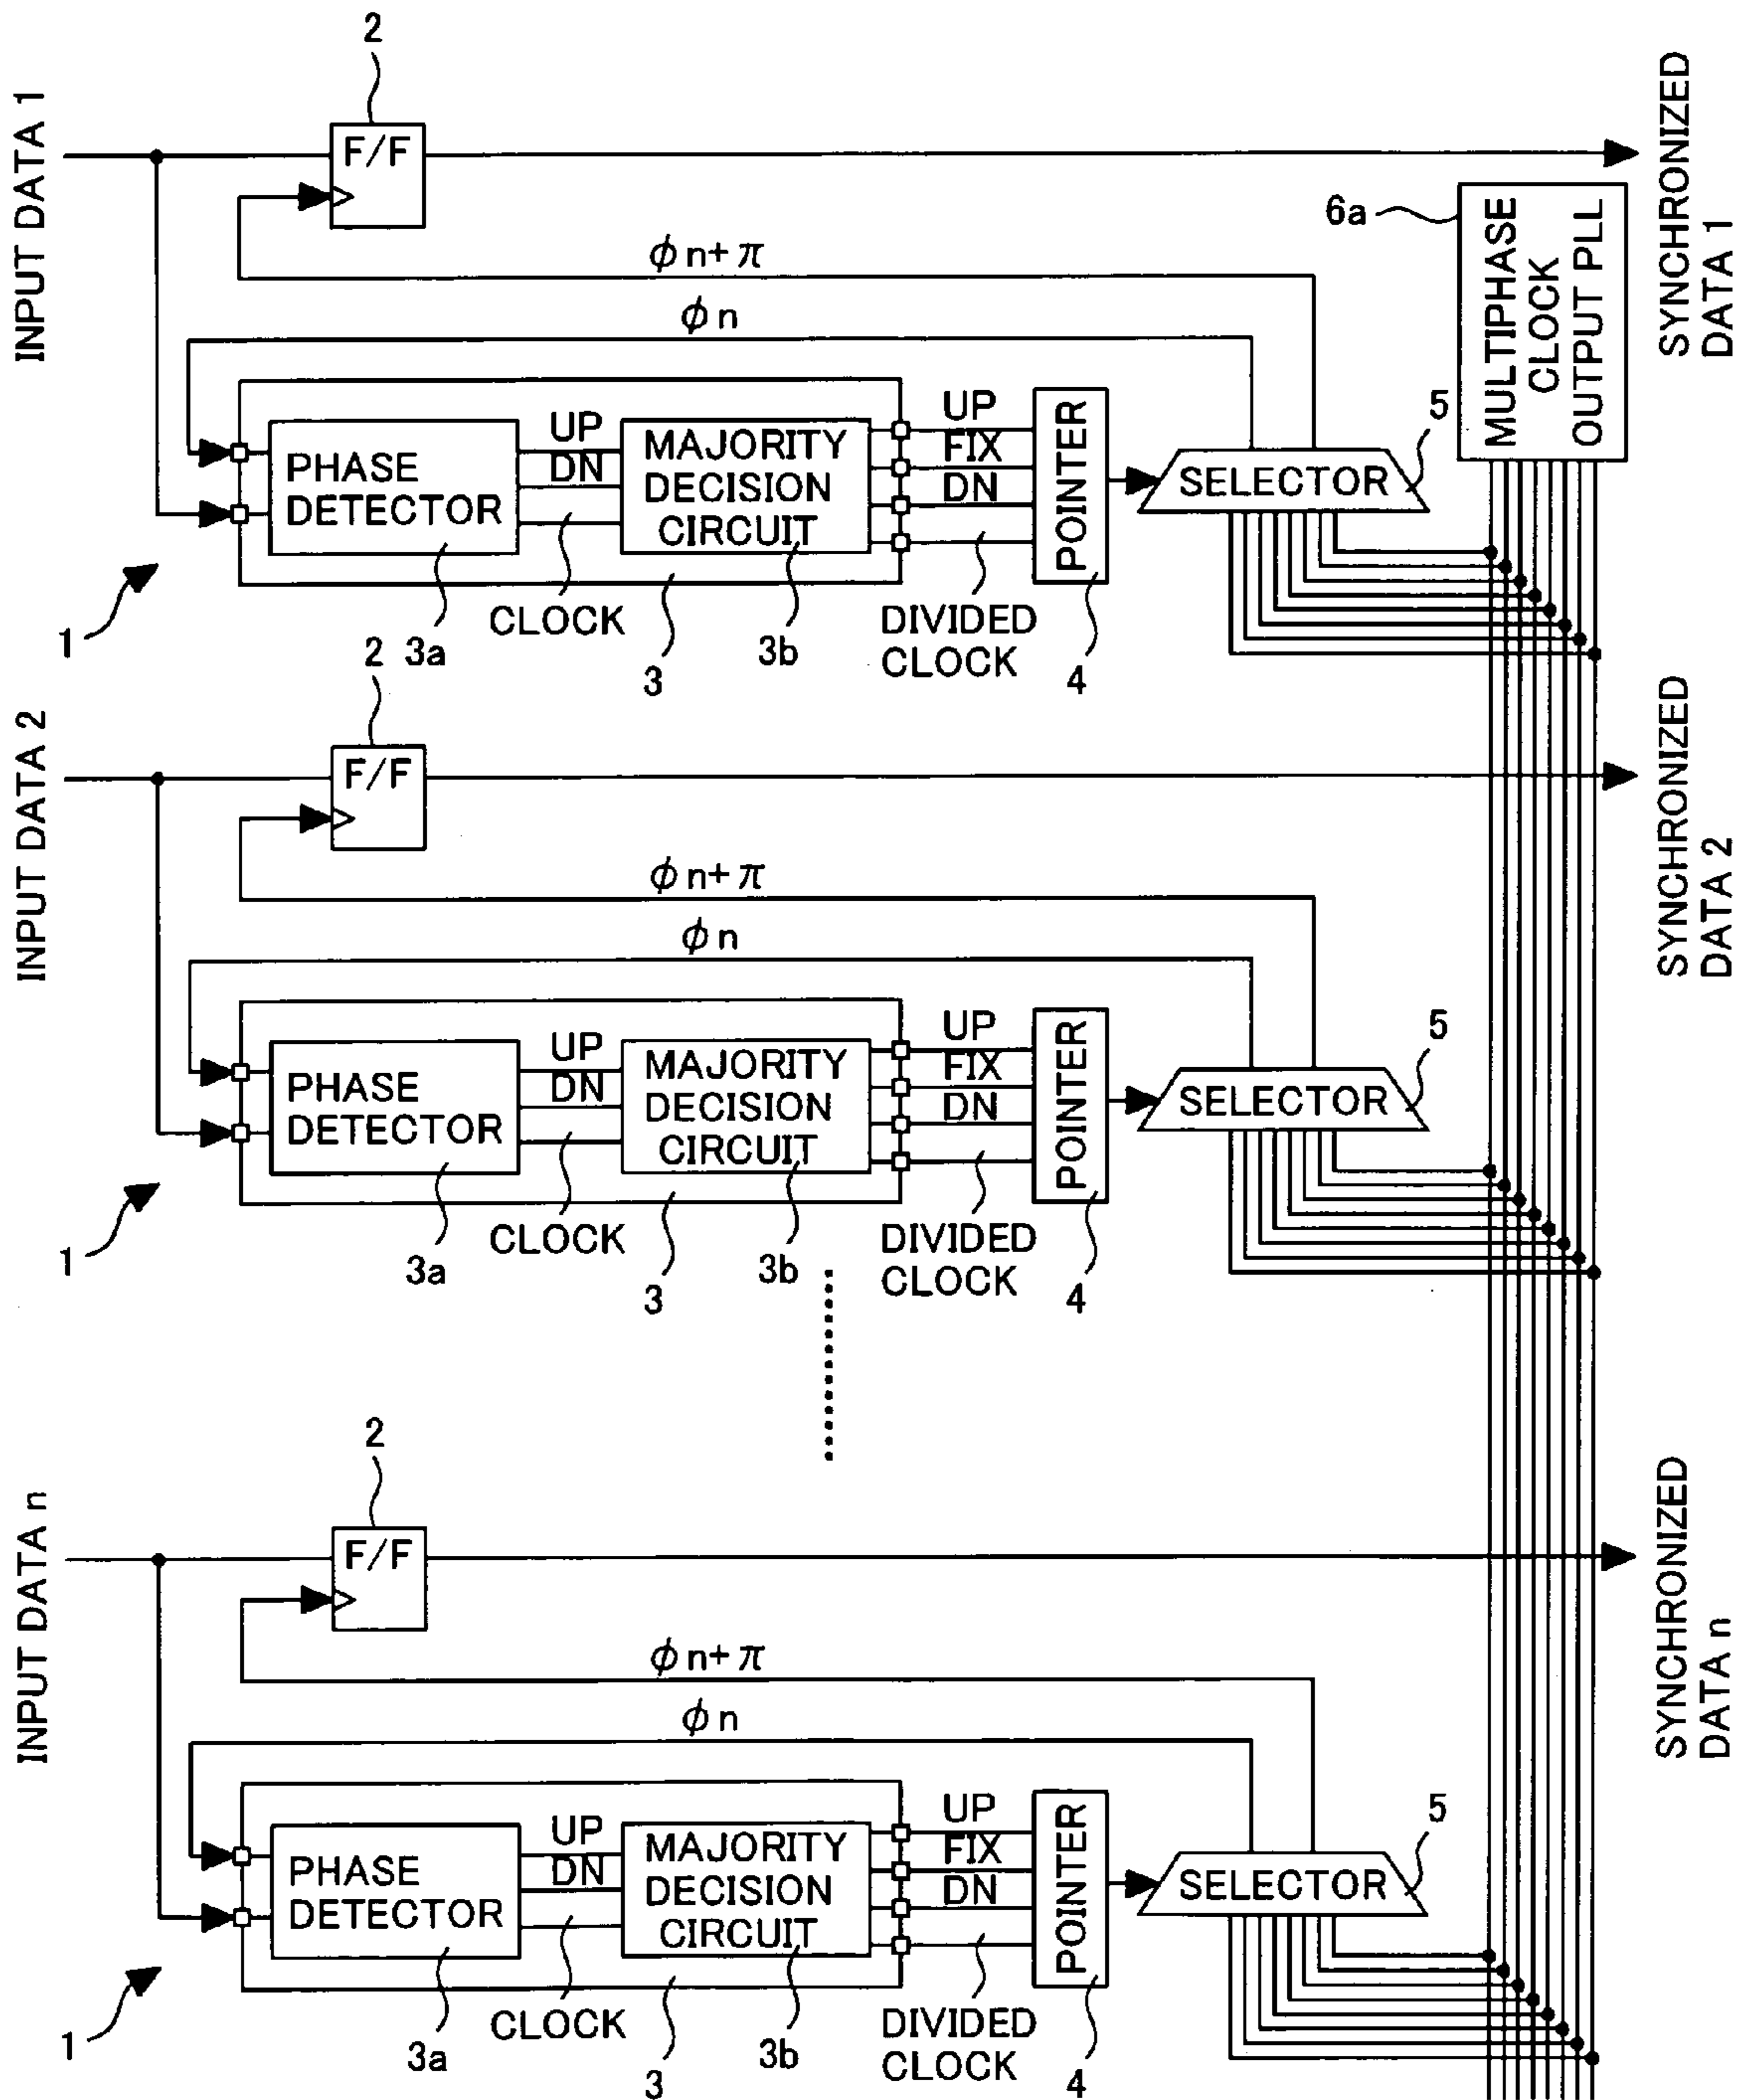 2
INPUT DATA 1
F/F
SYNCHRONIZED
DATA 1
6a
MULTIPHASE
CLOCK
OUTPUT PLL
ϕn+π
ϕn
PHASE
DETECTOR
UP
DN
MAJORITY
DECISION
CIRCUIT
UP
FIX
DN
POINTER
SELECTOR
5
1
3a
CLOCK
3
3b
DIVIDED
CLOCK
4
2
INPUT DATA 2
F/F
SYNCHRONIZED
DATA 2
ϕn+π
ϕn
PHASE
DETECTOR
UP
DN
MAJORITY
DECISION
CIRCUIT
UP
FIX
DN
POINTER
SELECTOR
5
1
3a
CLOCK
3
3b
DIVIDED
CLOCK
4
2
INPUT DATA n
F/F
SYNCHRONIZED
DATA n
ϕn+π
ϕn
PHASE
DETECTOR
UP
DN
MAJORITY
DECISION
CIRCUIT
UP
FIX
DN
POINTER
SELECTOR
5
1
3a
CLOCK
3
3b
DIVIDED
CLOCK
4